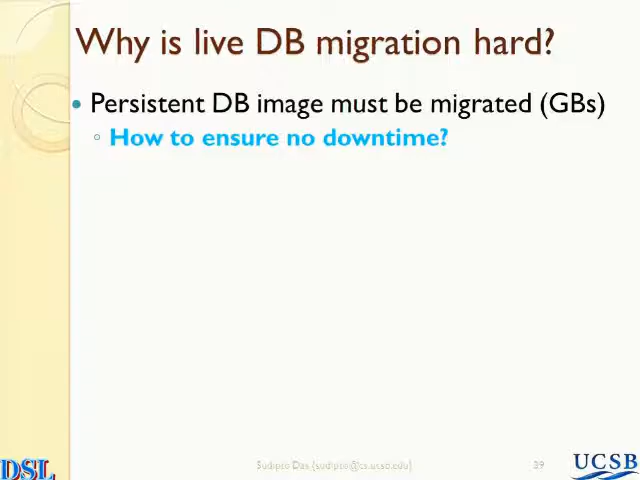 Why is live DB migration hard?
• Persistent DB image must be migrated (GBs)
◦ How to ensure no downtime?
DSL
Sudipto Das {sudipto@cs.ucsb.edu}
39
UCSB